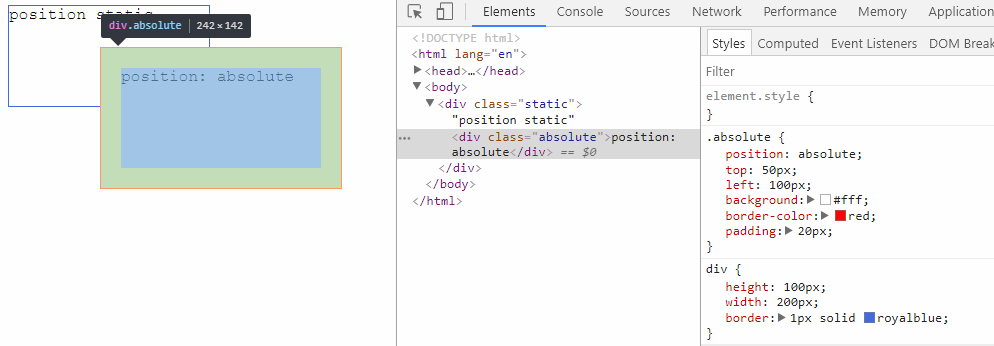 position static
div.absolute 242 × 142
position: absolute
Elements Console Sources Network Performance Memory Application
<!DOCTYPE html>
<html lang="en">
▶<head>…</head>
▼<body>
▼<div class="static">
"position static"
… <div class="absolute">position:
absolute</div> == $0
</div>
</body>
</html>
Styles Computed Event Listeners DOM Break
Filter
element.style {
}
.absolute {
position: absolute;
top: 50px;
left: 100px;
background:▶#fff;
border-color:▶red;
padding:▶20px;
}
div {
height: 100px;
width: 200px;
border:▶1px solid royalblue;
}